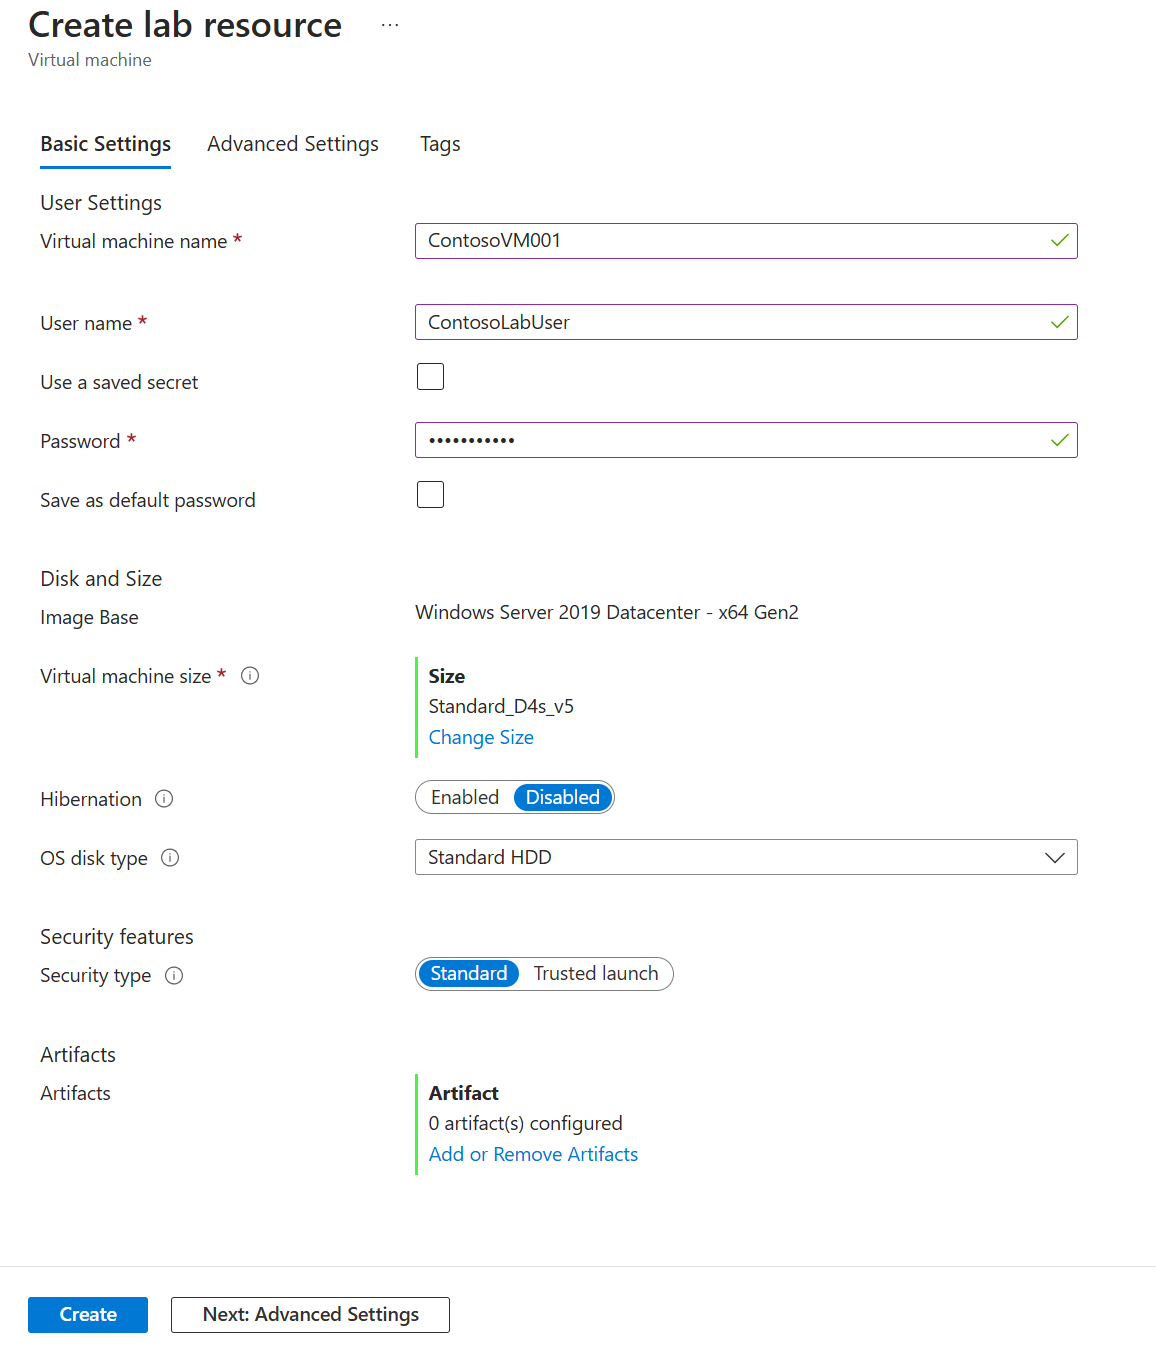 Create lab resource ...
Virtual machine
Basic Settings Advanced Settings Tags
User Settings
Virtual machine name * ContosoVM001
User name * ContosoLabUser
Use a saved secret
Password * •••••••••••
Save as default password
Disk and Size
Image Base Windows Server 2019 Datacenter - x64 Gen2
Virtual machine size * Size
Standard_D4s_v5
Change Size
Hibernation Enabled Disabled
OS disk type Standard HDD
Security features
Security type Standard Trusted launch
Artifacts
Artifacts Artifact
0 artifact(s) configured
Add or Remove Artifacts
Create Next: Advanced Settings